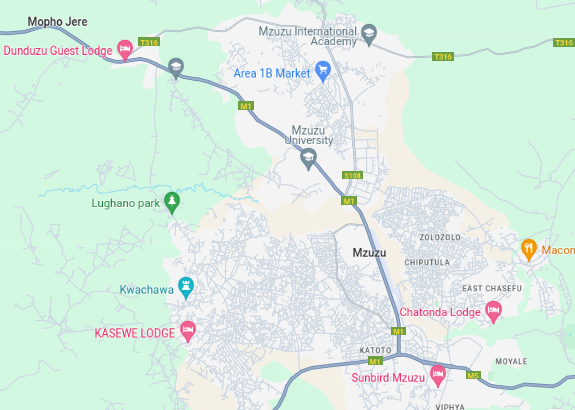 Mopho Jere
Mzuzu International
Academy
T316
T316
T316
Dunduzu Guest Lodge
Area 1B Market
M1
Mzuzu
University
S108
Lughano park
M1
ZOLOZOLO
Macon
Mzuzu
CHIPUTULA
Kwachawa
EAST CHASEFU
Chatonda Lodge
KASEWE LODGE
M1
KATOTO
M1
MOYALE
M5
Sunbird Mzuzu
VIPHYA